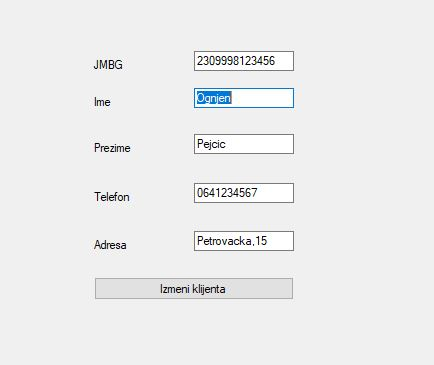 JMBG 2309998123456
Ime Ognjen
Prezime Pejcic
Telefon 0641234567
Adresa Petrovacka,15
Izmeni klijenta